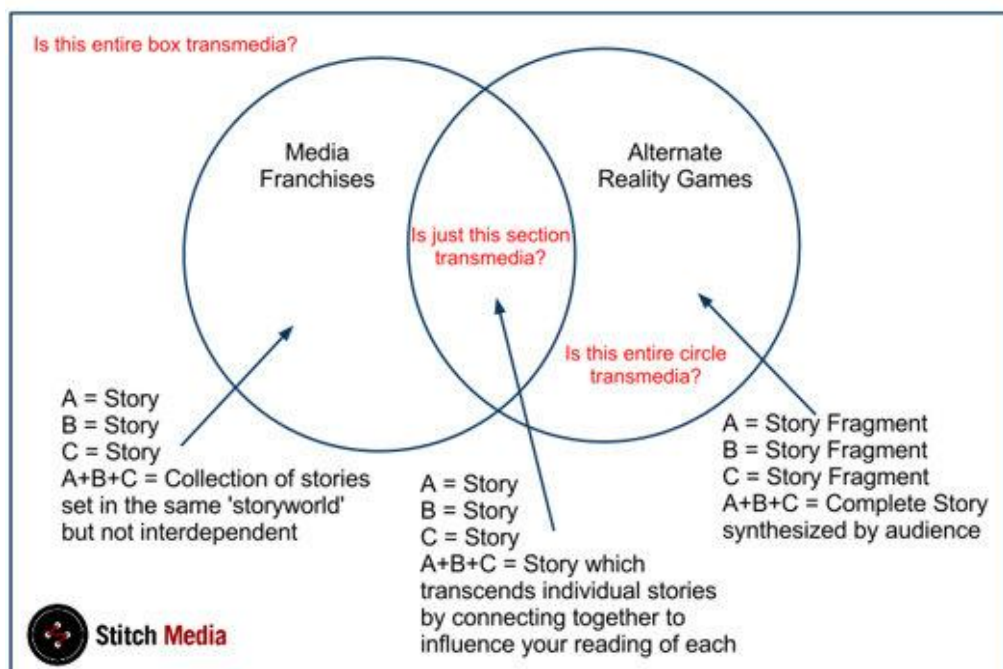 Is this entire box transmedia?
Media
Franchises
Alternate
Reality Games
Is just this section
transmedia?
Is this entire circle
transmedia?
A = Story
B = Story
C = Story
A+B+C = Collection of stories
set in the same 'storyworld'
but not interdependent
A = Story
B = Story
C = Story
A+B+C = Story which
transcends individual stories
by connecting together to
influence your reading of each
A = Story Fragment
B = Story Fragment
C = Story Fragment
A+B+C = Complete Story
synthesized by audience
Stitch Media